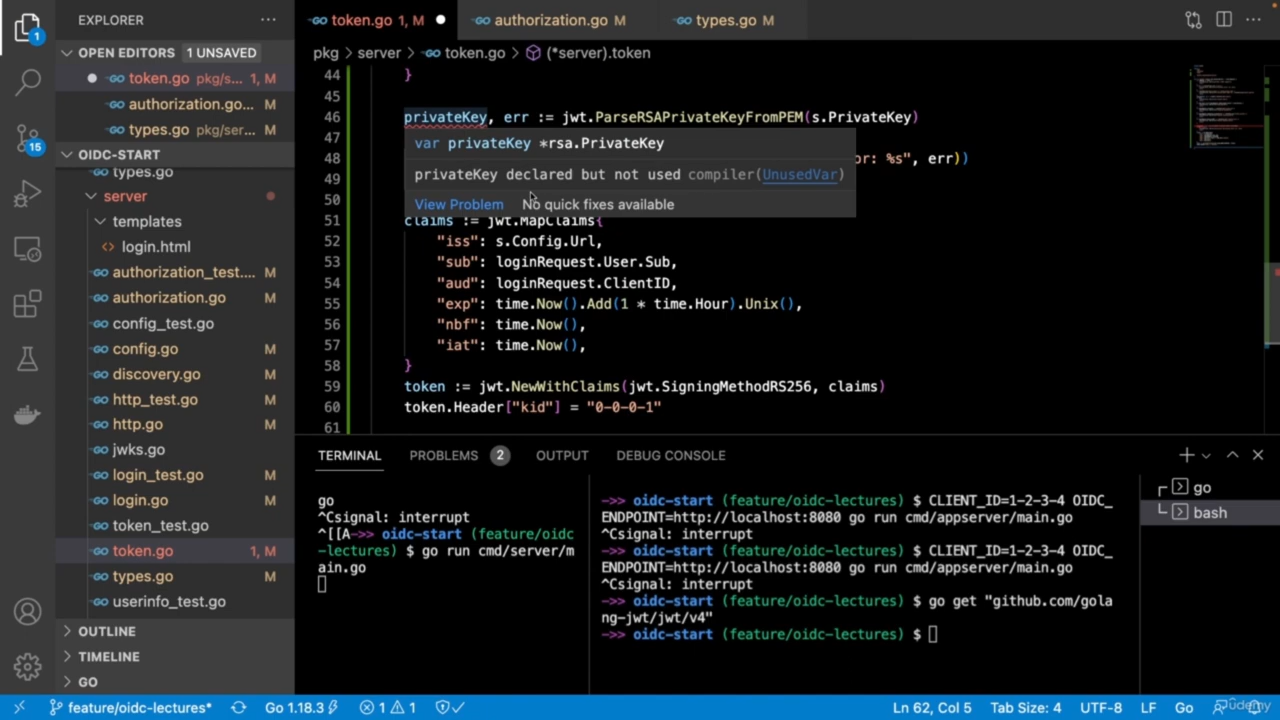 EXPLORER
OPEN EDITORS 1 UNSAVED
token.go pkg/s... 1, M
authorization.go... M
types.go pkg/ser... M
OIDC-START
types.go M
server
templates
login.html
authorization_test.... M
authorization.go M
config_test.go
config.go M
discovery.go M
http_test.go M
http.go M
jwks.go
login_test.go M
login.go M
token_test.go
token.go 1, M
types.go M
userinfo_test.go
OUTLINE
TIMELINE
GO
1
15
token.go 1, M
authorization.go M
types.go M
pkg > server > token.go > (*server).token
44 }
45
46 privateKey, err := jwt.ParseRSAPrivateKeyFromPEM(s.PrivateKey)
47
var privateKey *rsa.PrivateKey
48 or: %s", err))
49
privateKey declared but not used compiler(UnusedVar)
50
View Problem No quick fixes available
51 claims := jwt.MapClaims{
52 "iss": s.Config.Url,
53 "sub": loginRequest.User.Sub,
54 "aud": loginRequest.ClientID,
55 "exp": time.Now().Add(1 * time.Hour).Unix(),
56 "nbf": time.Now(),
57 "iat": time.Now(),
58 }
59 token := jwt.NewWithClaims(jwt.SigningMethodRS256, claims)
60 token.Header["kid"] = "0-0-0-1"
61
TERMINAL PROBLEMS 2 OUTPUT DEBUG CONSOLE
go
^Csignal: interrupt
^[[A->> oidc-start (feature/oidc
-lectures) $ go run cmd/server/m
ain.go
->> oidc-start (feature/oidc-lectures) $ CLIENT_ID=1-2-3-4 OIDC_
ENDPOINT=http://localhost:8080 go run cmd/appserver/main.go
^Csignal: interrupt
->> oidc-start (feature/oidc-lectures) $ CLIENT_ID=1-2-3-4 OIDC_
ENDPOINT=http://localhost:8080 go run cmd/appserver/main.go
^Csignal: interrupt
->> oidc-start (feature/oidc-lectures) $ go get "github.com/gola
ng-jwt/jwt/v4"
->> oidc-start (feature/oidc-lectures) $
go
bash
feature/oidc-lectures* Go 1.18.3 1 1 Ln 62, Col 5 Tab Size: 4 UTF-8 LF Go
Udemy